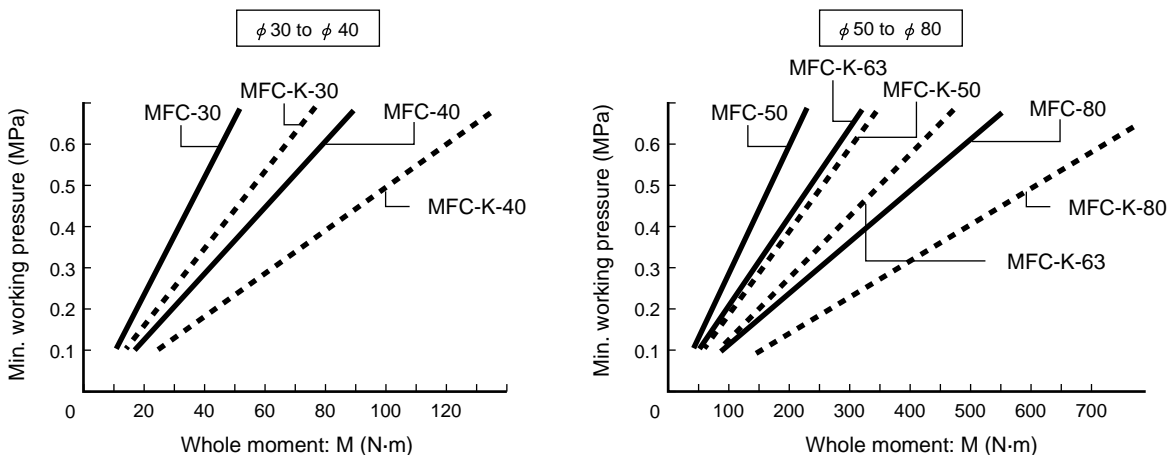 ϕ30 to ϕ40
MFC-K-30
MFC-30
MFC-40
MFC-K-40
Min. working pressure (MPa)
0.6
0.5
0.4
0.3
0.2
0.1
0 20 40 60 80 100 120
Whole moment: M (N·m)
ϕ50 to ϕ80
MFC-K-63
MFC-K-50
MFC-50
MFC-80
MFC-K-80
MFC-K-63
Min. working pressure (MPa)
0.6
0.5
0.4
0.3
0.2
0.1
0 100 200 300 400 500 600 700
Whole moment: M (N·m)